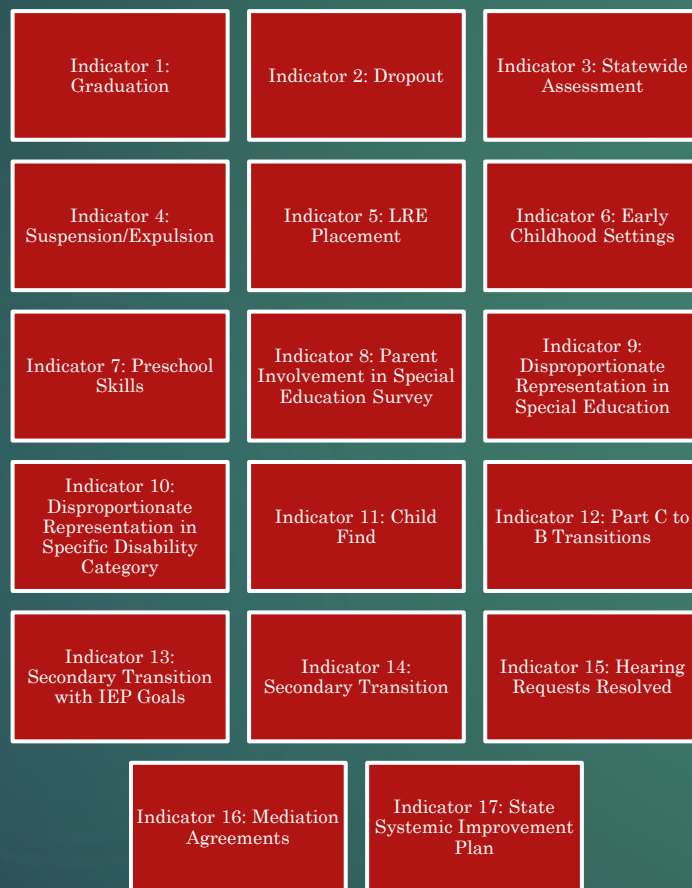 Indicator 1:
Graduation
Indicator 2: Dropout
Indicator 3: Statewide
Assessment
Indicator 4:
Suspension/Expulsion
Indicator 5: LRE
Placement
Indicator 6: Early
Childhood Settings
Indicator 7: Preschool
Skills
Indicator 8: Parent
Involvement in Special
Education Survey
Indicator 9:
Disproportionate
Representation in
Special Education
Indicator 10:
Disproportionate
Representation in
Specific Disability
Category
Indicator 11: Child
Find
Indicator 12: Part C to
B Transitions
Indicator 13:
Secondary Transition
with IEP Goals
Indicator 14:
Secondary Transition
Indicator 15: Hearing
Requests Resolved
Indicator 16: Mediation
Agreements
Indicator 17: State
Systemic Improvement
Plan